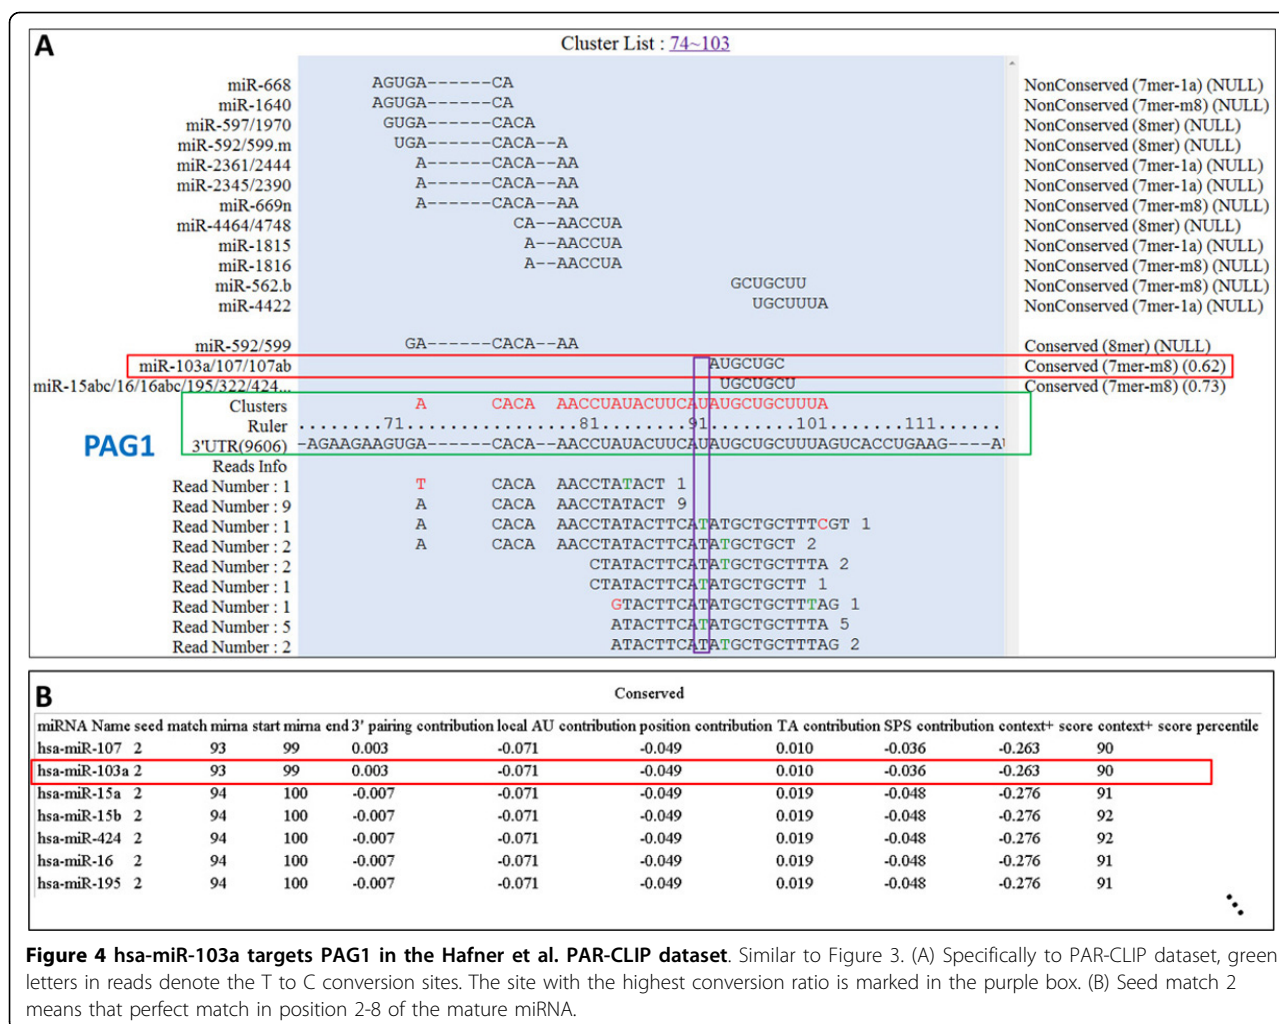 A
Cluster List : 74~103
miR-668 AGUGA------CA NonConserved (7mer-1a) (NULL)
miR-1640 AGUGA------CA NonConserved (7mer-m8) (NULL)
miR-597/1970 GUGA------CACA NonConserved (8mer) (NULL)
miR-592/599.m UGA------CACA--A NonConserved (8mer) (NULL)
miR-2361/2444 A------CACA--AA NonConserved (7mer-1a) (NULL)
miR-2345/2390 A------CACA--AA NonConserved (7mer-1a) (NULL)
miR-669n A------CACA--AA NonConserved (7mer-m8) (NULL)
miR-4464/4748 CA--AACCUA NonConserved (8mer) (NULL)
miR-1815 A--AACCUA NonConserved (7mer-1a) (NULL)
miR-1816 A--AACCUA NonConserved (7mer-m8) (NULL)
miR-562.b GCUGCUU NonConserved (7mer-m8) (NULL)
miR-4422 UGCUUUA NonConserved (7mer-1a) (NULL)
miR-592/599 GA------CACA--AA Conserved (8mer) (NULL)
miR-103a/107/107ab AUGCUGC Conserved (7mer-m8) (0.62)
miR-15abc/16/16abc/195/322/424... UGCUGCU Conserved (7mer-m8) (0.73)
Clusters A CACA AACCUAUACUUCAUAUGCUGCUUUA
Ruler ........71................81........91.........101.......111......
PAG1 3'UTR(9606) -AGAAGAAGUGA------CACA--AACCUAUACUUCAUAUGCUGCUUUAGUCACCUGAAG----AU
Reads Info
Read Number : 1 T CACA AACCTATACT 1
Read Number : 9 A CACA AACCTATACT 9
Read Number : 1 A CACA AACCTATACTTCATATGCTGCTTTCGT 1
Read Number : 2 A CACA AACCTATACTTCATATGCTGCT 2
Read Number : 2 CTATACTTCATATGCTGCTTTA 2
Read Number : 1 CTATACTTCATATGCTGCTT 1
Read Number : 1 GTACTTCATATGCTGCTTTAG 1
Read Number : 5 ATACTTCATATGCTGCTTTA 5
Read Number : 2 ATACTTCATATGCTGCTTTAG 2
B
Conserved
miRNA Name seed match mirna start mirna end 3' pairing contribution local AU contribution position contribution TA contribution SPS contribution context+ score context+ score percentile
hsa-miR-107 2 93 99 0.003 -0.071 -0.049 0.010 -0.036 -0.263 90
hsa-miR-103a 2 93 99 0.003 -0.071 -0.049 0.010 -0.036 -0.263 90
hsa-miR-15a 2 94 100 -0.007 -0.071 -0.049 0.019 -0.048 -0.276 91
hsa-miR-15b 2 94 100 -0.007 -0.071 -0.049 0.019 -0.048 -0.276 92
hsa-miR-424 2 94 100 -0.007 -0.071 -0.049 0.019 -0.048 -0.276 92
hsa-miR-16 2 94 100 -0.007 -0.071 -0.049 0.019 -0.048 -0.276 91
hsa-miR-195 2 94 100 -0.007 -0.071 -0.049 0.019 -0.048 -0.276 91
Figure 4 hsa-miR-103a targets PAG1 in the Hafner et al. PAR-CLIP dataset. Similar to Figure 3. (A) Specifically to PAR-CLIP dataset, green
letters in reads denote the T to C conversion sites. The site with the highest conversion ratio is marked in the purple box. (B) Seed match 2
means that perfect match in position 2-8 of the mature miRNA.